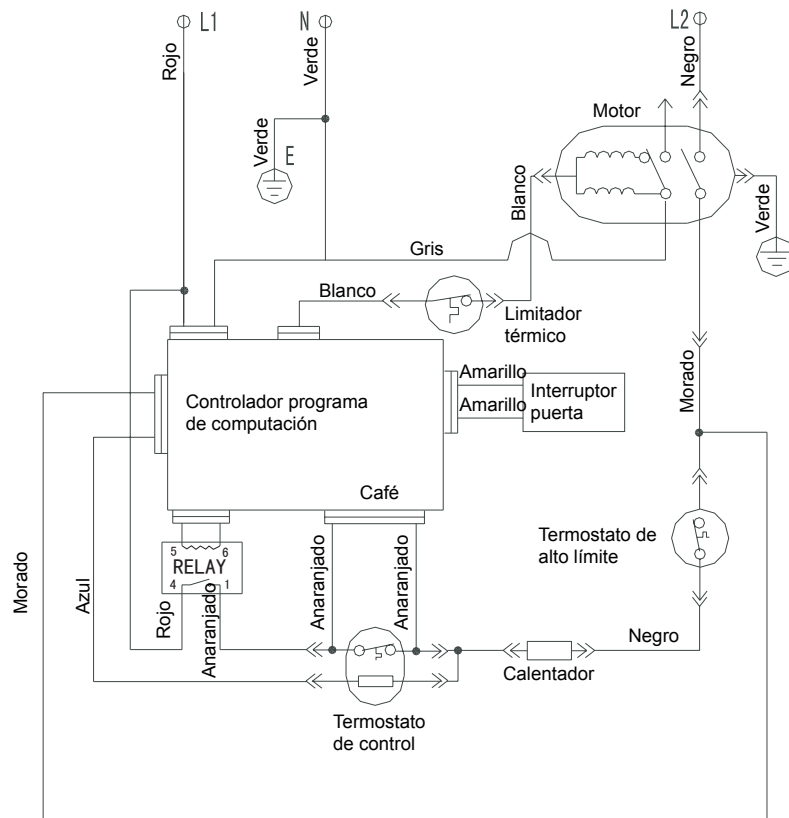 L1
N
L2
Rojo
Verde
Negro
Motor
Verde
E
Blanco
Verde
Gris
Blanco
Limitador
térmico
Amarillo
Amarillo
Interruptor
puerta
Morado
Controlador programa
de computación
Café
Termostato de
alto límite
5 6
RELAY
4 1
Morado
Azul
Rojo
Anaranjado
Anaranjado
Anaranjado
Negro
Calentador
Termostato
de control